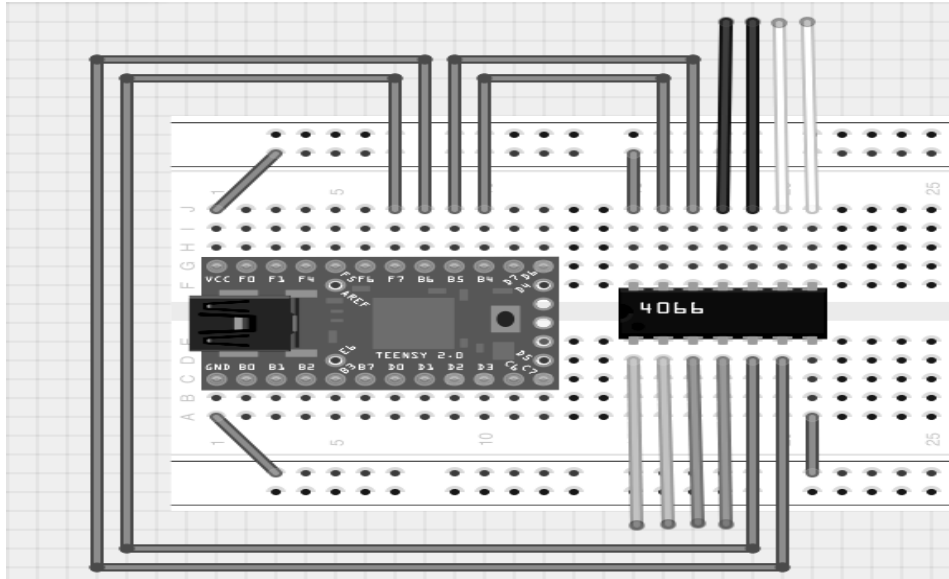 1 5 10 20 25
J
I
H
G
F
VCC F0 F1 F4 F5 F6 F7 B6 B5 B4 D7 D6
AREF D4
4066
TEENSY 2.0
E6 D5
GND B0 B1 B2 B3 B7 D0 D1 D2 D3 C6 C7
E
D
C
B
A
1 5 10 20 25